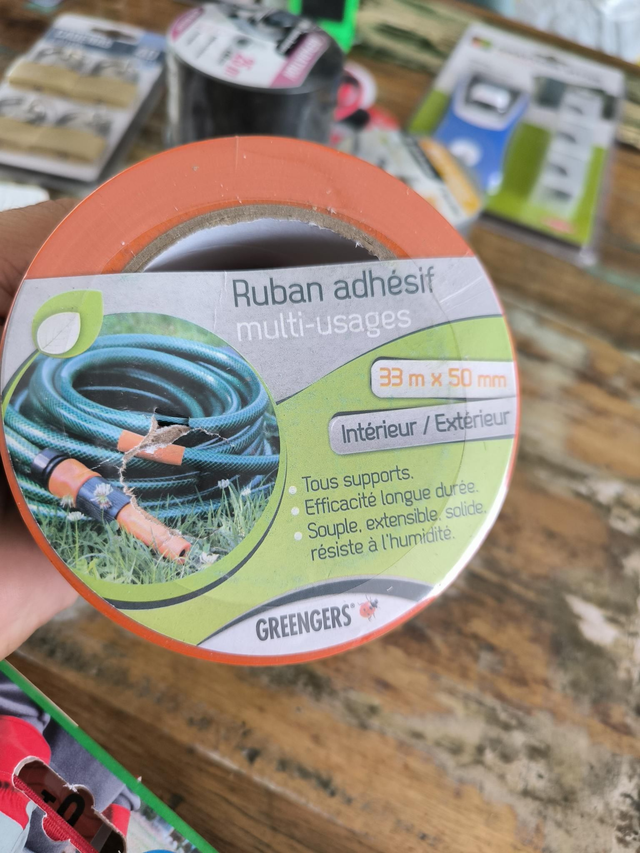 Ruban adhésif
multi-usages
33 m x 50 mm
Intérieur / Extérieur
Tous supports.
Efficacité longue durée.
Souple, extensible, solide,
résiste à l'humidité.
GREENGERS®